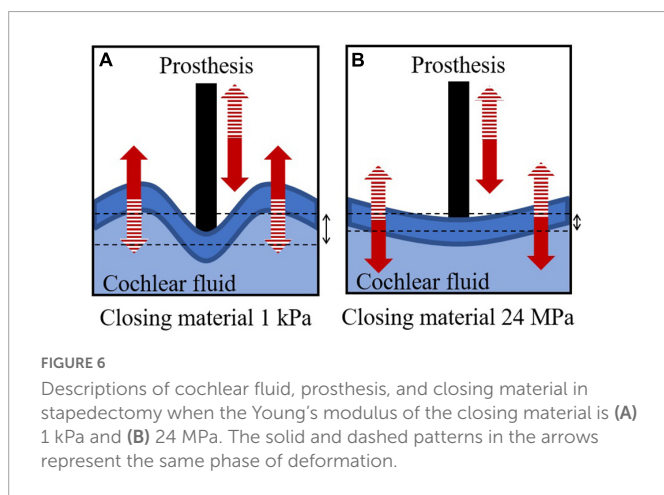 A
Prosthesis
Cochlear fluid
Closing material 1 kPa
B
Prosthesis
Cochlear fluid
Closing material 24 MPa
FIGURE 6
Descriptions of cochlear fluid, prosthesis, and closing material in
stapedectomy when the Young’s modulus of the closing material is (A)
1 kPa and (B) 24 MPa. The solid and dashed patterns in the arrows
represent the same phase of deformation.